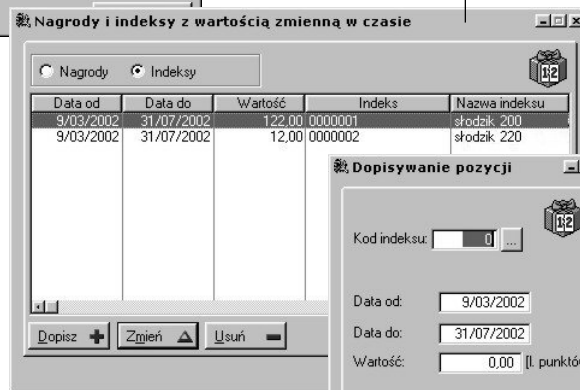 Nagrody i indeksy z wartością zmienną w czasie
Nagrody Indeksy
12
Data od Data do Wartość Indeks Nazwa indeksu
9/03/2002 31/07/2002 122,00 0000001 słodzik 200
9/03/2002 31/07/2002 12,00 0000002 słodzik 220
Dopisz Zmień Usuń
Dopisywanie pozycji
12
Kod indeksu: 0 ...
Data od: 9/03/2002
Data do: 31/07/2002
Wartość: 0,00 [l. punktó